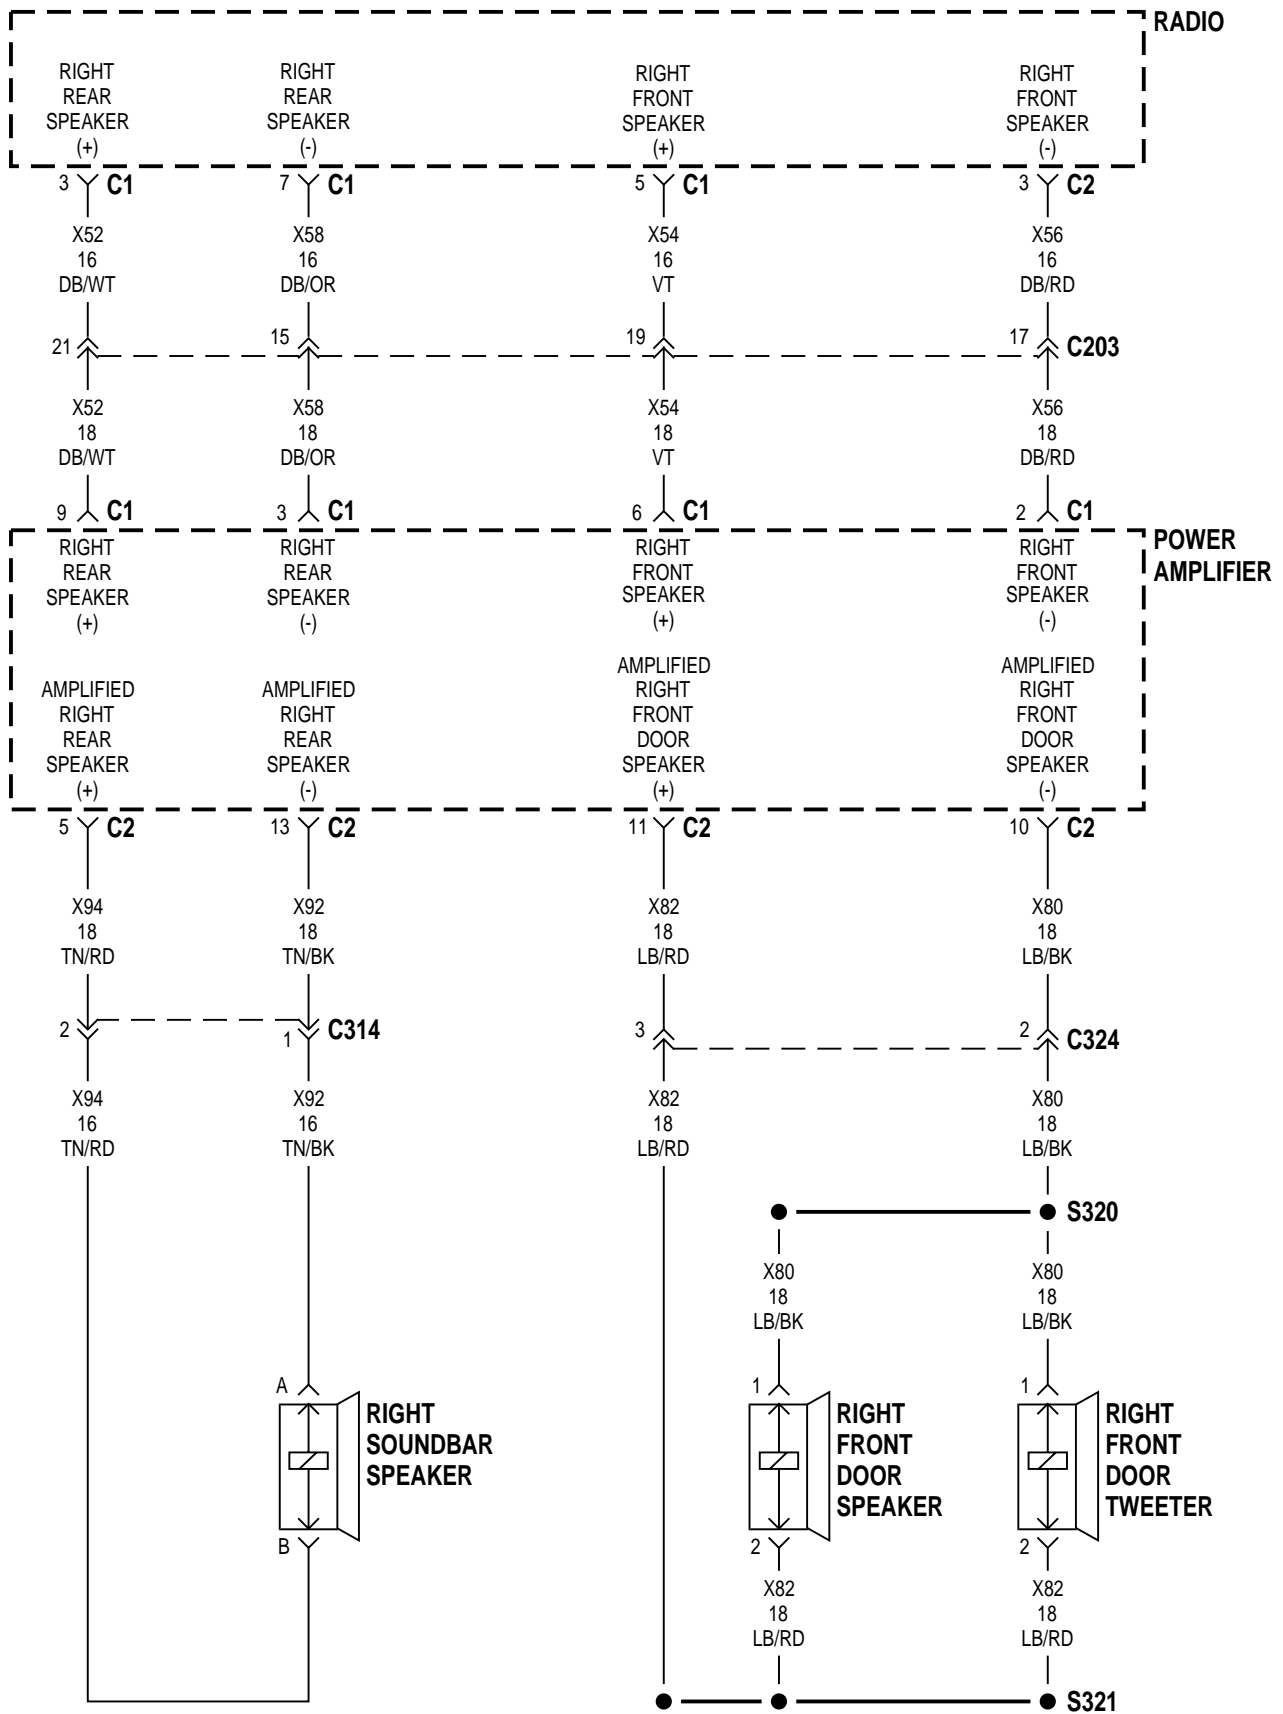 RADIO
RIGHT
REAR
SPEAKER
(+)
RIGHT
REAR
SPEAKER
(-)
RIGHT
FRONT
SPEAKER
(+)
RIGHT
FRONT
SPEAKER
(-)
3 C1
7 C1
5 C1
3 C2
X52
16
DB/WT
X58
16
DB/OR
X54
16
VT
X56
16
DB/RD
21
15
19
17 C203
X52
18
DB/WT
X58
18
DB/OR
X54
18
VT
X56
18
DB/RD
9 C1
3 C1
6 C1
2 C1
POWER
AMPLIFIER
RIGHT
REAR
SPEAKER
(+)
RIGHT
REAR
SPEAKER
(-)
RIGHT
FRONT
SPEAKER
(+)
RIGHT
FRONT
SPEAKER
(-)
AMPLIFIED
RIGHT
REAR
SPEAKER
(+)
AMPLIFIED
RIGHT
REAR
SPEAKER
(-)
AMPLIFIED
RIGHT
FRONT
DOOR
SPEAKER
(+)
AMPLIFIED
RIGHT
FRONT
DOOR
SPEAKER
(-)
5 C2
13 C2
11 C2
10 C2
X94
18
TN/RD
X92
18
TN/BK
X82
18
LB/RD
X80
18
LB/BK
2
1 C314
3
2 C324
X94
16
TN/RD
X92
16
TN/BK
X82
18
LB/RD
X80
18
LB/BK
S320
X80
18
LB/BK
X80
18
LB/BK
A
1
1
RIGHT
SOUNDBAR
SPEAKER
RIGHT
FRONT
DOOR
SPEAKER
RIGHT
FRONT
DOOR
TWEETER
B
2
2
X82
18
LB/RD
X82
18
LB/RD
S321